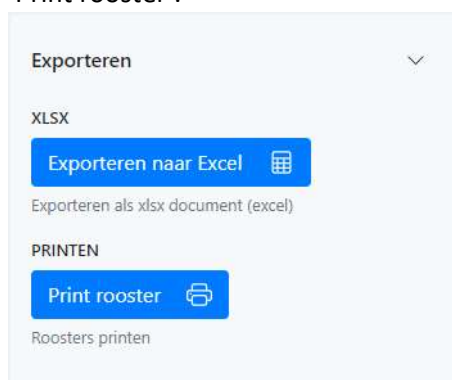 Print rooster'.
Exporteren
XLSX
Exporteren naar Excel
Exporteren als xlsx document (excel)
PRINTEN
Print rooster
Roosters printen